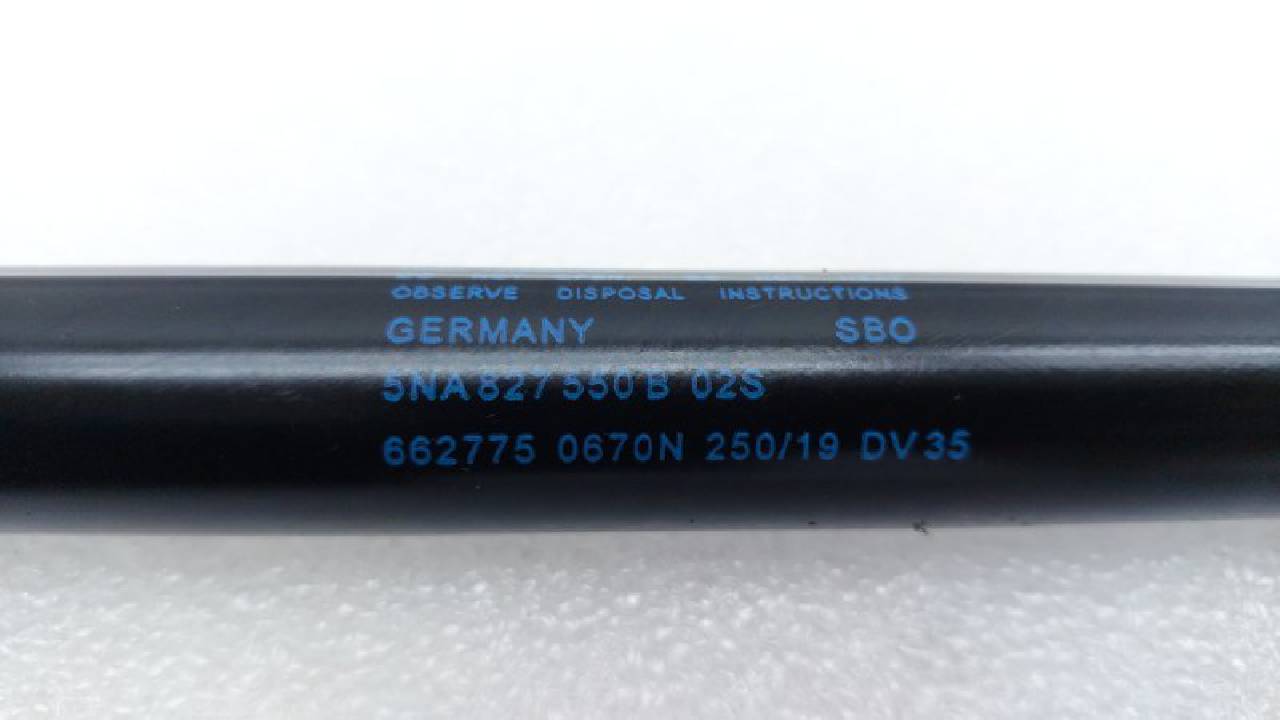 OBSERVE DISPOSAL INSTRUCTIONS
GERMANY SBO
5NA 827 550 B 02S
662775 0670N 250/19 DV35